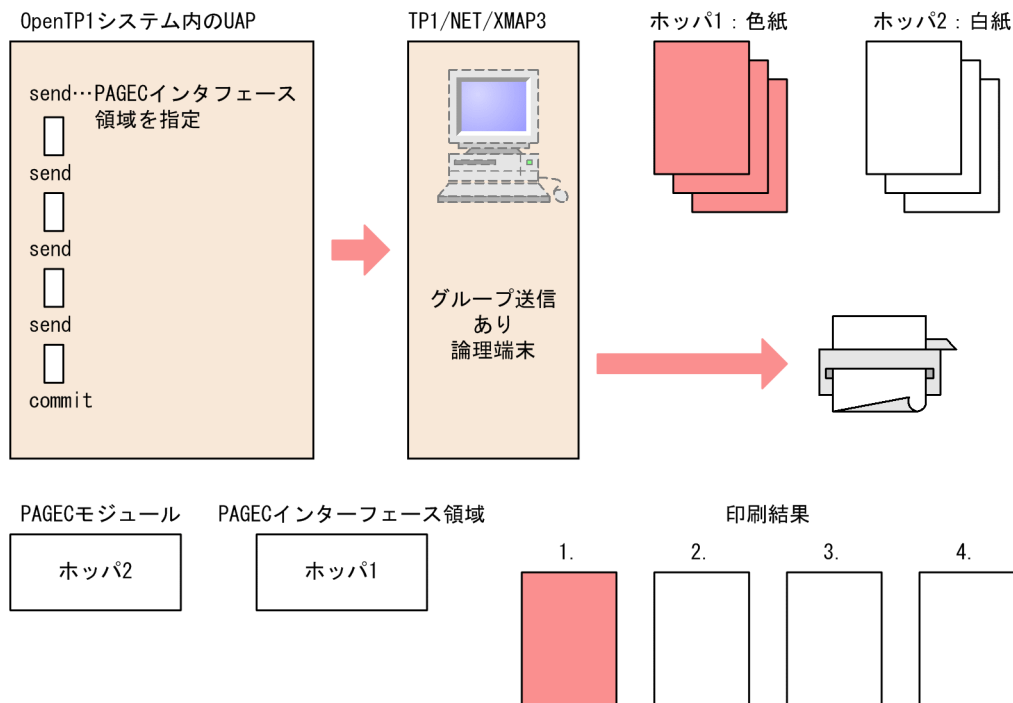 OpenTP1システム内のUAP
TP1/NET/XMAP3
ホッパ1：色紙
ホッパ2：白紙
send…PAGECインタフェース
領域を指定
send
send
send
commit
グループ送信
あり
論理端末
PAGECモジュール
PAGECインターフェース領域
印刷結果
ホッパ2
ホッパ1
1.
2.
3.
4.